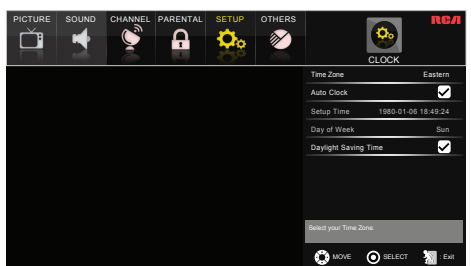 PICTURE SOUND CHANNEL PARENTAL SETUP OTHERS
RCA
CLOCK
Time Zone Eastern
Auto Clock
Setup Time 1980-01-06 18:49:24
Day of Week Sun
Daylight Saving Time
Select your Time Zone.
MOVE SELECT : Exit